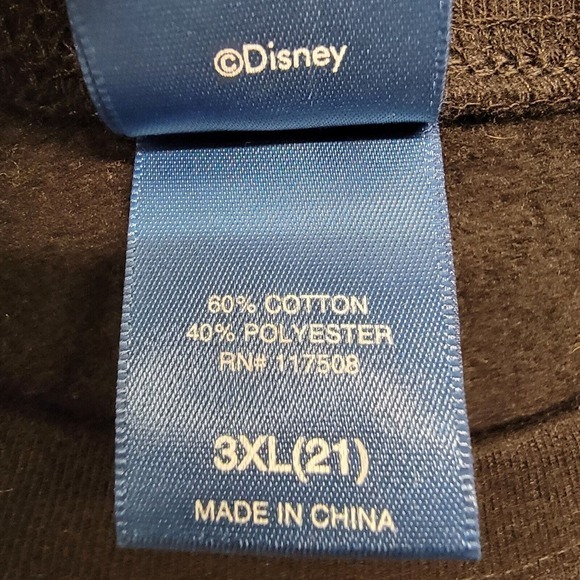 ©Disney
60% COTTON
40% POLYESTER
RN# 117508
3XL(21)
MADE IN CHINA